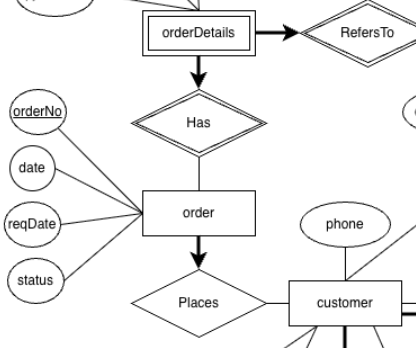 orderDetails
RefersTo
orderNo
Has
date
order
reqDate
phone
status
Places
customer